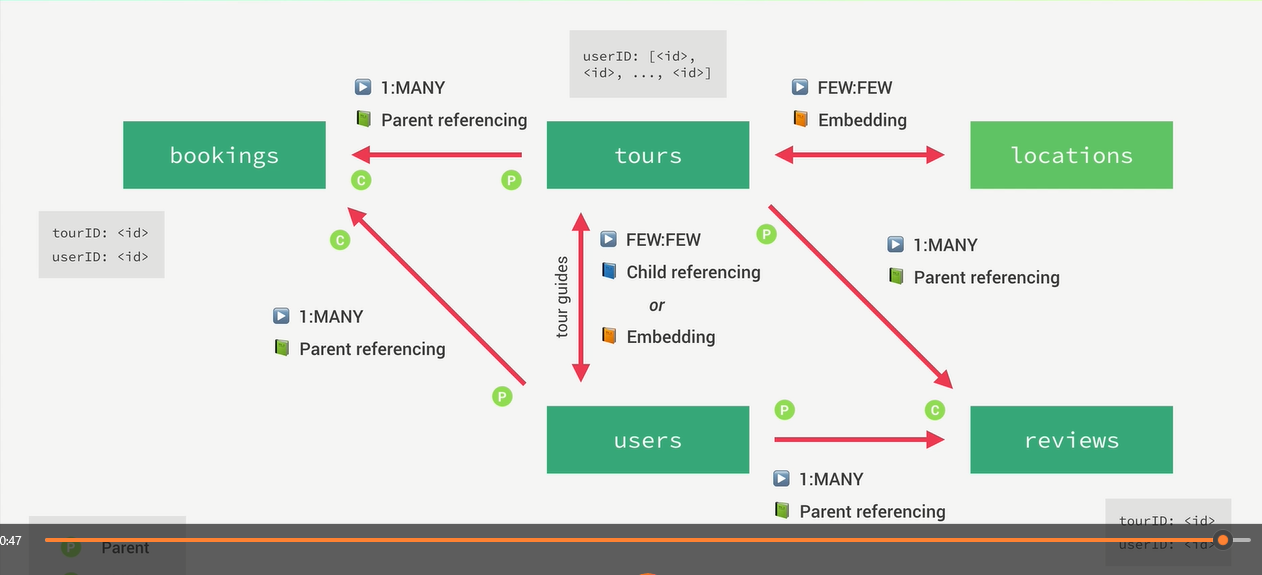 userID: [<id>,
<id>, ..., <id>]
1:MANY
Parent referencing
FEW:FEW
Embedding
bookings
tours
locations
C
P
tourID: <id>
userID: <id>
C
tour guides
FEW:FEW
Child referencing
or
Embedding
P
1:MANY
Parent referencing
1:MANY
Parent referencing
P
P
C
users
reviews
1:MANY
Parent referencing
tourID: <id>
userID: <id>
0:47
P
Parent